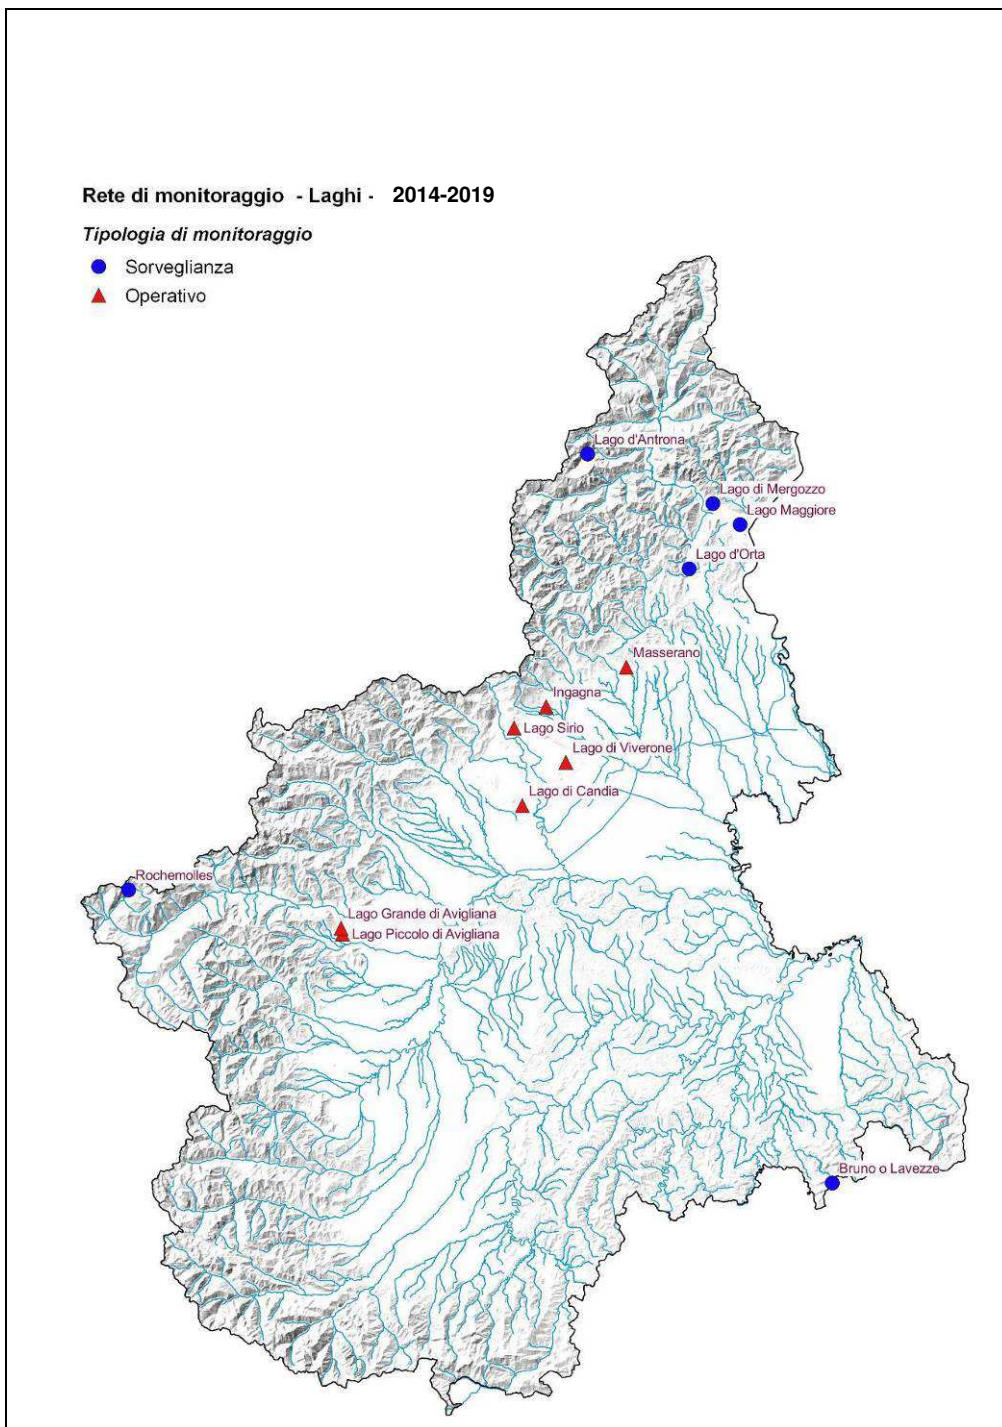 Rete di monitoraggio - Laghi - 2014-2019
Tipologia di monitoraggio
Sorveglianza
Operativo
Lago d'Antrona
Lago di Mergozzo
Lago Maggiore
Lago d'Orta
Masserano
Ingagna
Lago Sirio
Lago di Viverone
Lago di Candia
Rochemolles
Lago Grande di Avigliana
Lago Piccolo di Avigliana
Bruno o Lavezze